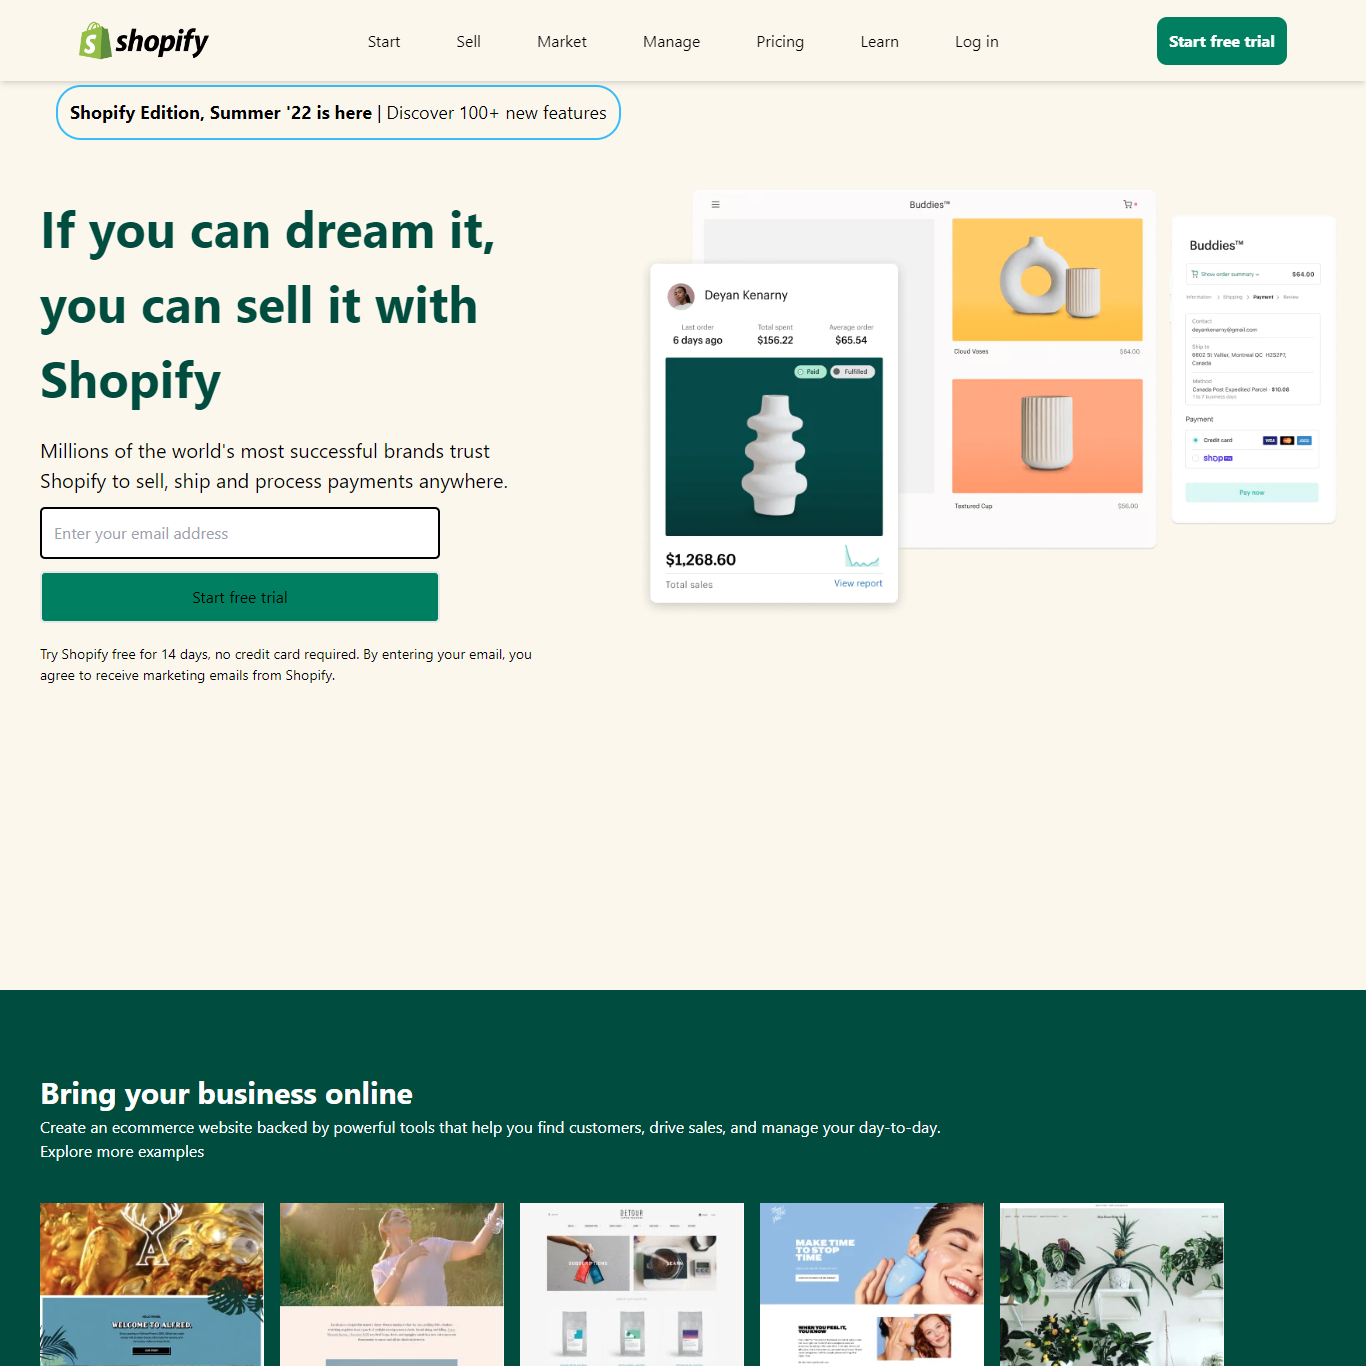 shopify
Start
Sell
Market
Manage
Pricing
Learn
Log in
Start free trial
Shopify Edition, Summer '22 is here | Discover 100+ new features
If you can dream it,
you can sell it with
Shopify
Millions of the world's most successful brands trust
Shopify to sell, ship and process payments anywhere.
Enter your email address
Start free trial
Try Shopify free for 14 days, no credit card required. By entering your email, you
agree to receive marketing emails from Shopify.
Buddies™
Deyan Kenarny
Last order
Total spent
Average order
6 days ago
$156.22
$65.54
Paid
Fulfilled
$1,268.60
Total sales
View report
Cloud Vases
$64.00
Textured Cup
$56.00
Buddies™
Show order summary
$64.00
Information
Shipping
Payment
Review
Contact
deyankenarny@gmail.com
Ship to
6602 St Vallier, Montreal QC H2S2P7,
Canada
Method
Canada Post Expedited Parcel · $10.08
1 to 7 business days
Payment
Credit card
VISA
shop
Pay now
Bring your business online
Create an ecommerce website backed by powerful tools that help you find customers, drive sales, and manage your day-to-day.
Explore more examples
A
WELCOME TO ALFRED.
DETOUR
SUBSCRIPTIONS
MAKE TIME
TO STOP
TIME
WHEN YOU FEEL IT,
YOU KNOW